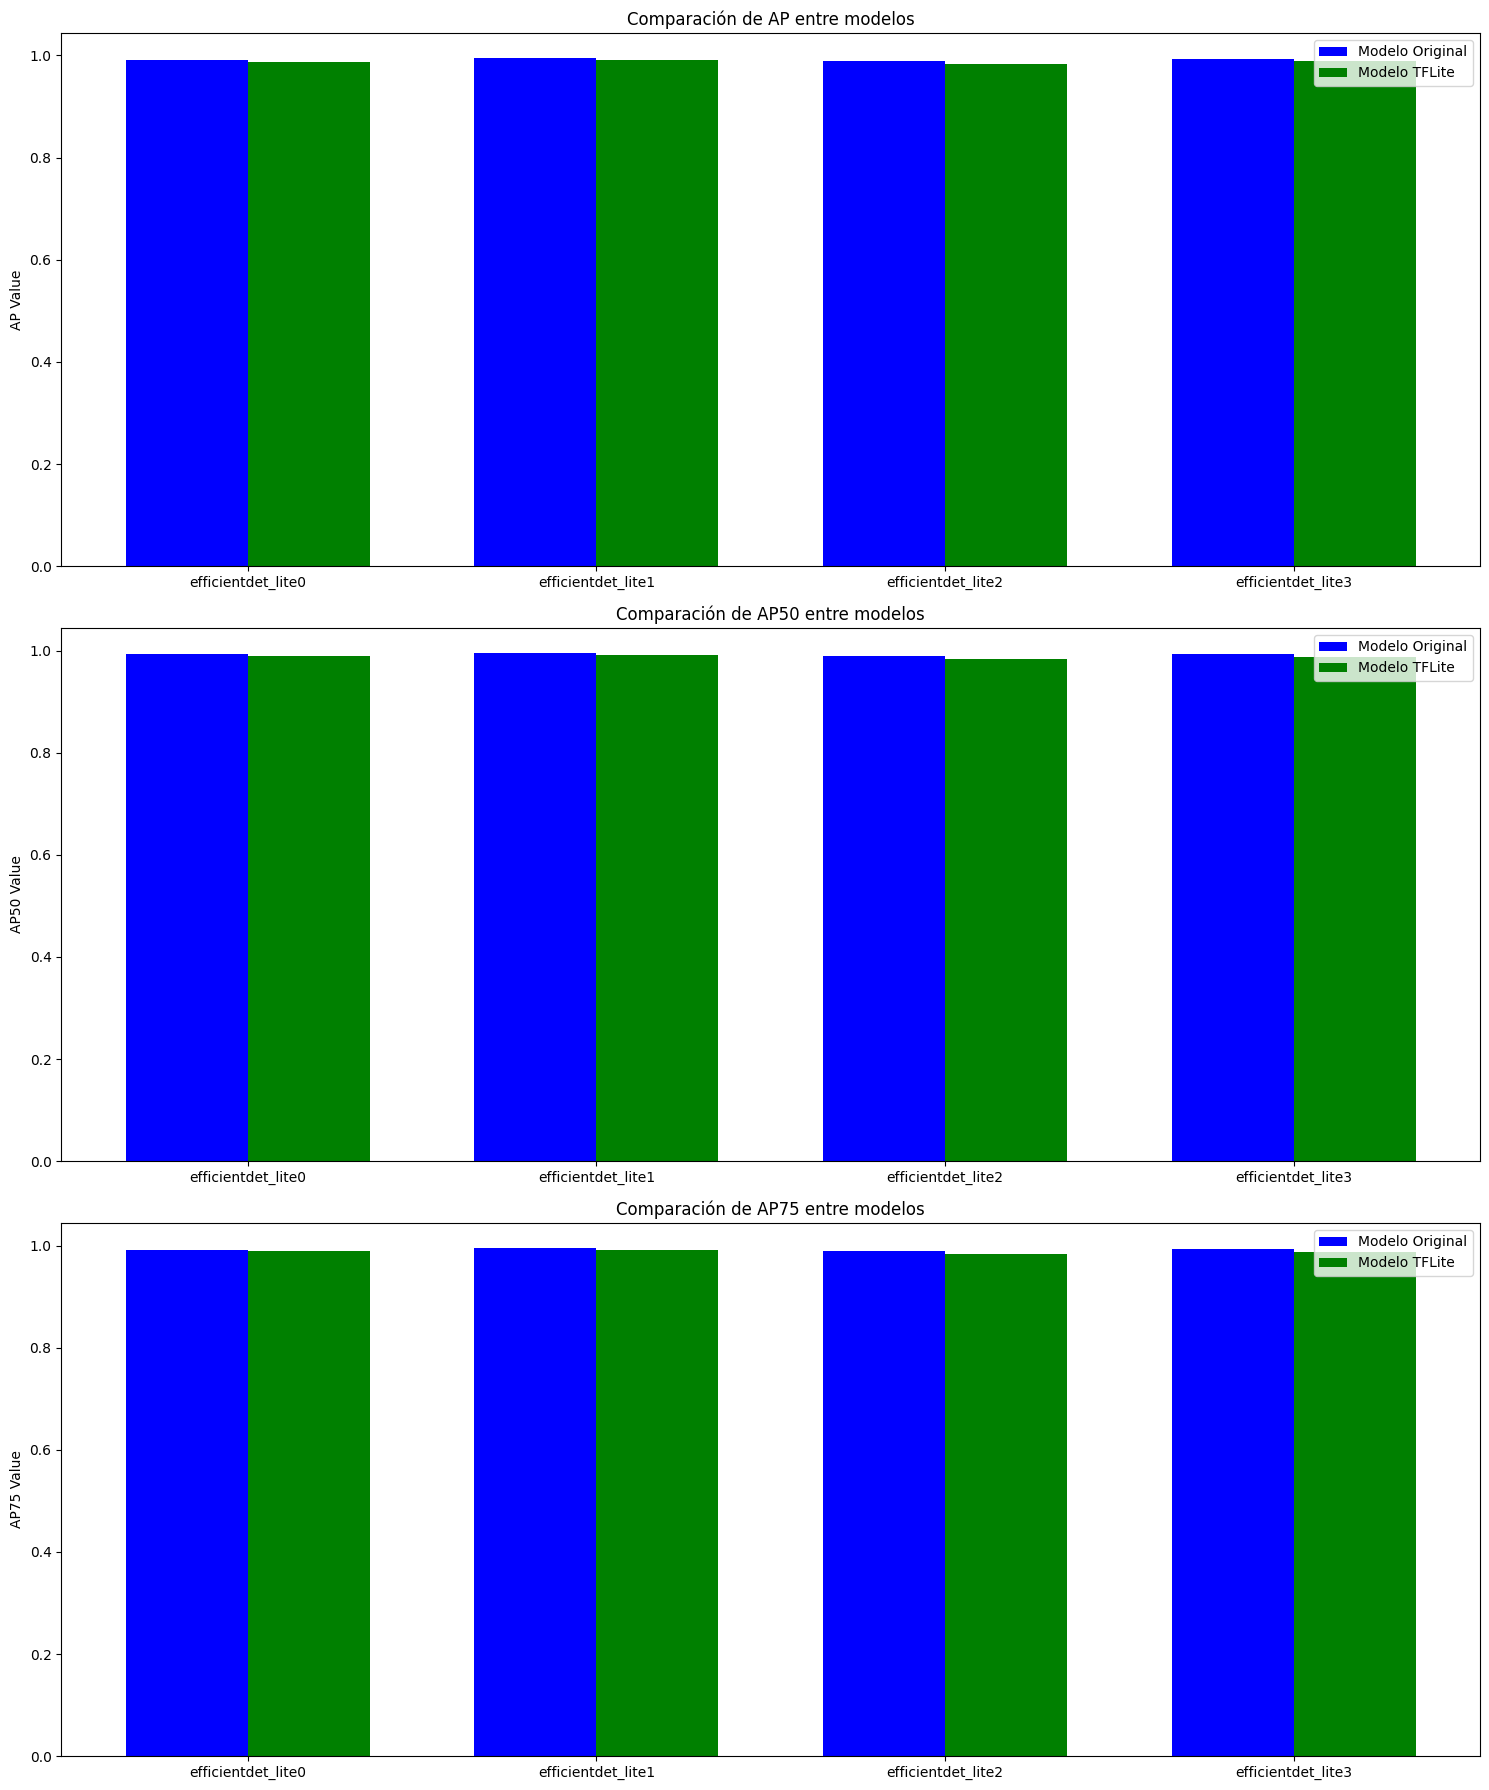 Comparación de AP entre modelos
Modelo Original
Modelo TFLite
AP Value
1.0
0.8
0.6
0.4
0.2
0.0
efficientdet_lite0 efficientdet_lite1 efficientdet_lite2 efficientdet_lite3
Comparación de AP50 entre modelos
Modelo Original
Modelo TFLite
AP50 Value
1.0
0.8
0.6
0.4
0.2
0.0
efficientdet_lite0 efficientdet_lite1 efficientdet_lite2 efficientdet_lite3
Comparación de AP75 entre modelos
Modelo Original
Modelo TFLite
AP75 Value
1.0
0.8
0.6
0.4
0.2
0.0
efficientdet_lite0 efficientdet_lite1 efficientdet_lite2 efficientdet_lite3